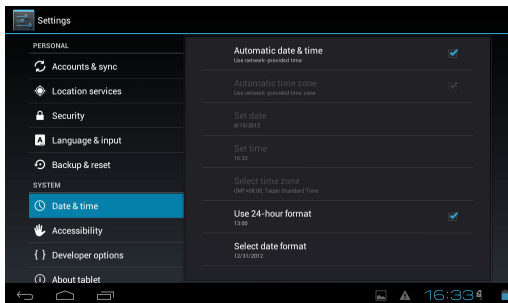 Settings
PERSONAL
Accounts & sync
Location services
Security
A Language & input
Backup & reset
SYSTEM
Date & time
Accessibility
{ } Developer options
About tablet
Automatic date & time
Use network-provided time
Automatic time zone
Use network-provided time zone
Set date
9/13/2012
Set time
16:33
Select time zone
GMT+08:00, Taipei Standard Time
Use 24-hour format
13:00
Select date format
12/31/2012
16:33